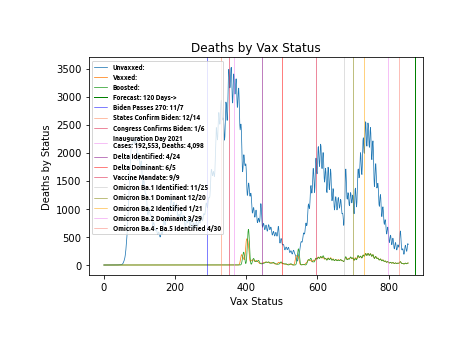 Deaths by Vax Status
Deaths by Status
3500
3000
2500
2000
1500
1000
500
0
Unvaxxed:
Vaxxed:
Boosted:
Forecast: 120 Days->
Biden Passes 270: 11/7
States Confirm Biden: 12/14
Congress Confirms Biden: 1/6
Inauguration Day 2021
Cases: 192,553, Deaths: 4,098
Delta Identified: 4/24
Delta Dominant: 6/5
Vaccine Mandate: 9/9
Omicron Ba.1 Identified: 11/25
Omicron Ba.1 Dominant 12/20
Omicron Ba.2 Identified 1/21
Omicron Ba.2 Dominant 3/29
Omicron Ba.4 - Ba.5 Identified 4/30
0
200
400
600
800
Vax Status